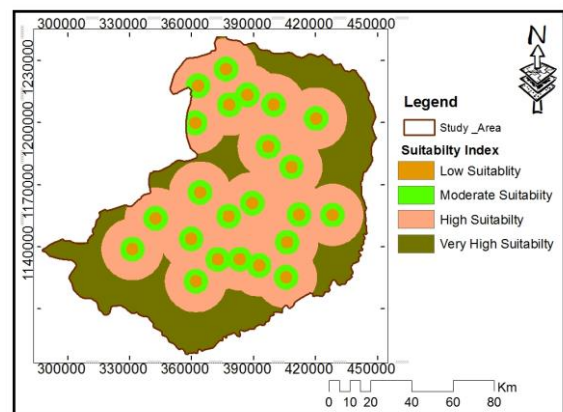 300000 330000 360000 390000 420000 450000
1230000
1200000
1170000
1140000
N
Legend
Study _Area
Suitabilty Index
Low Suitablity
Moderate Suitabiity
High Suitabilty
Very High Suitabilty
300000 330000 360000 390000 420000 450000
Km
0 10 20 40 60 80